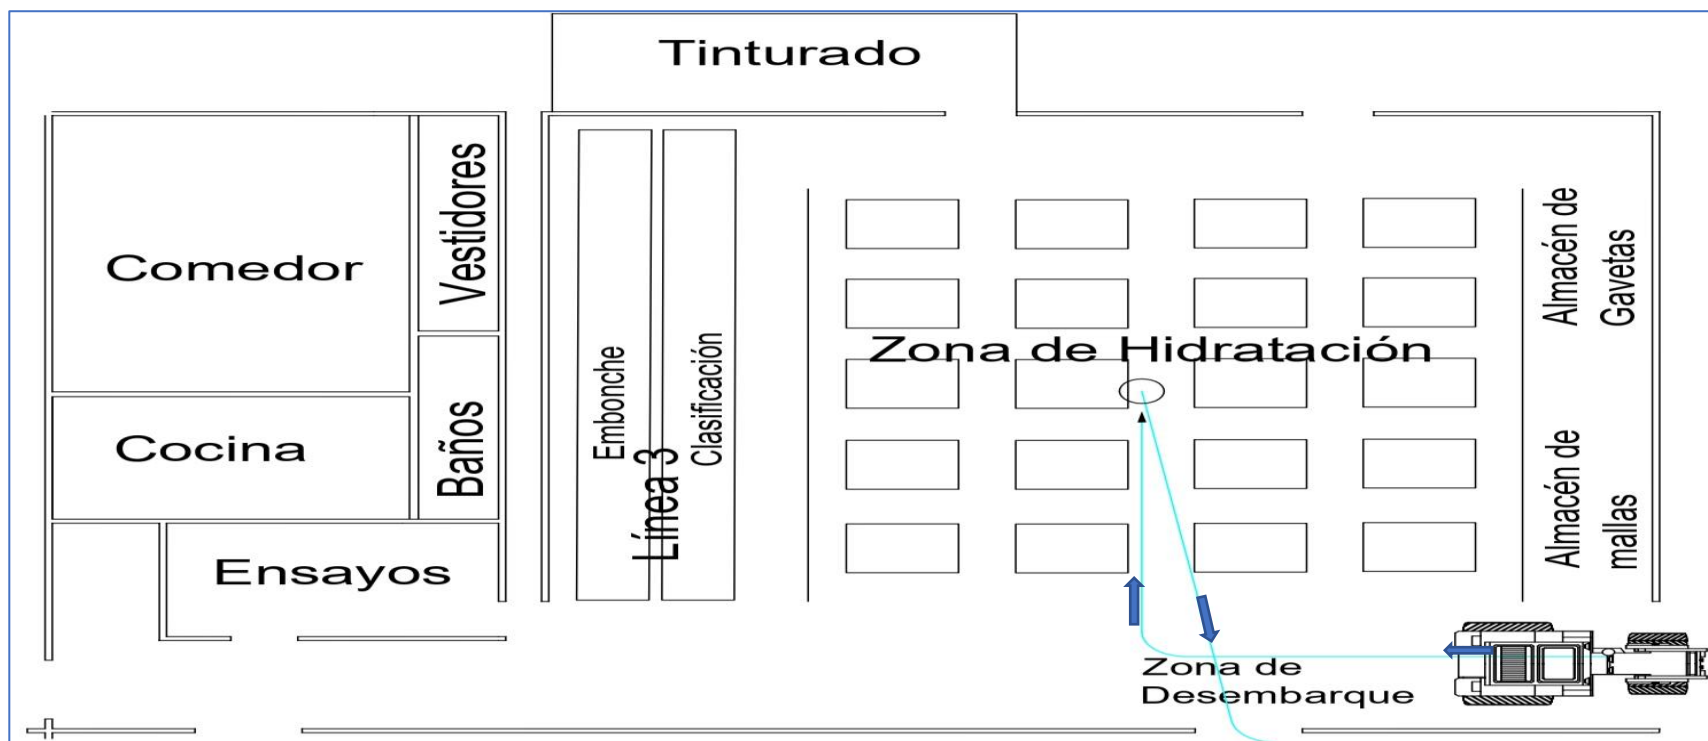 Tinturado
Comedor
Vestidores
Cocina
Baños
Ensayos
Embonche
Clasificación
Línea 3
Zona de Hidratación
Almacén de
Gavetas
Almacén de
mallas
Zona de
Desembarque